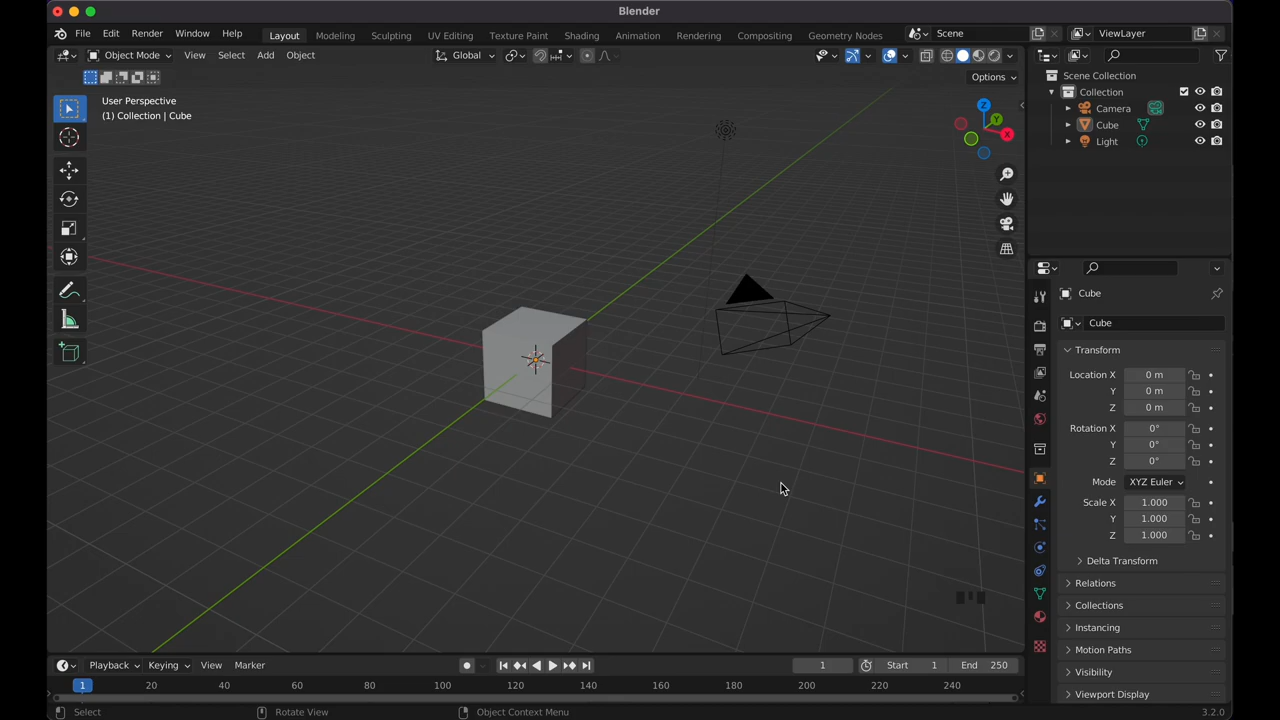 Blender
File Edit Render Window Help Layout Modeling Sculpting UV Editing Texture Paint Shading Animation Rendering Compositing Geometry Nodes Scene ViewLayer
Object Mode View Select Add Object Global
Options
User Perspective
(1) Collection | Cube
Z
Y
X
Scene Collection
Collection
Camera
Cube
Light
Cube
Cube
Transform
Location X 0 m
Y 0 m
Z 0 m
Rotation X 0°
Y 0°
Z 0°
Mode XYZ Euler
Scale X 1.000
Y 1.000
Z 1.000
Delta Transform
Relations
Collections
Instancing
Motion Paths
Visibility
Viewport Display
Playback Keying View Marker 1 Start 1 End 250
1 20 40 60 80 100 120 140 160 180 200 220 240
Select Rotate View Object Context Menu 3.2.0